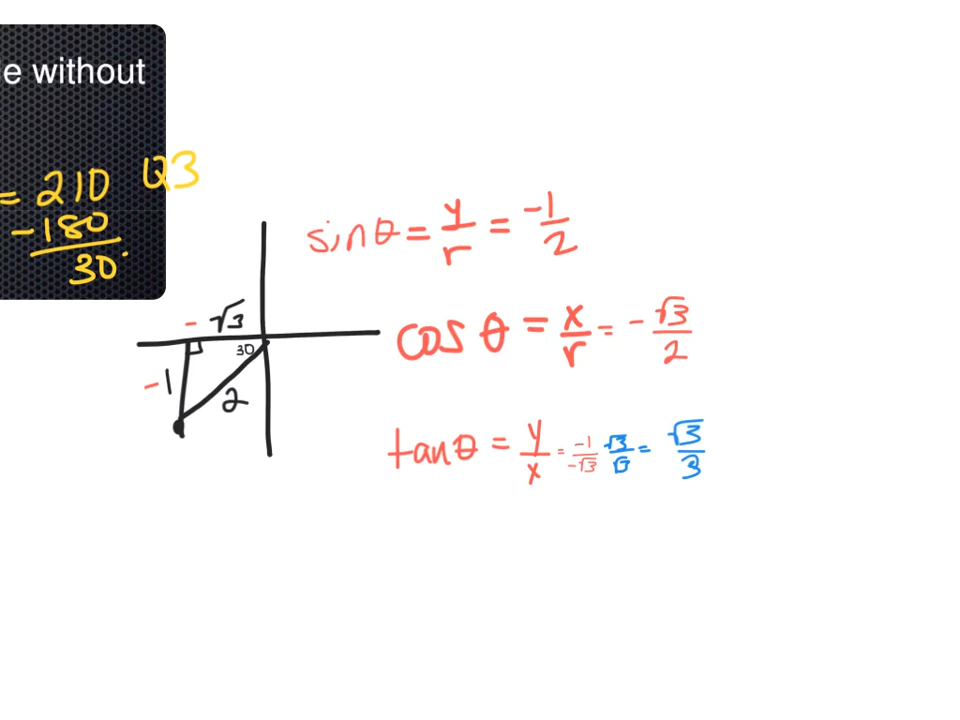 e without
= 210 Q3
-180
30°
sinθ = y/r = -1/2
- √3
cos θ = x/r = - √3/2
30
-1
2
tanθ = y/x = -1/-√3 √3/√3 = √3/3